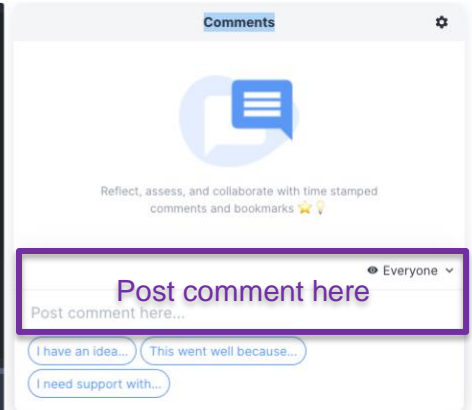 Comments
Reflect, assess, and collaborate with time stamped
comments and bookmarks ⭐💡
Everyone
Post comment here
Post comment here...
I have an idea... This went well because...
I need support with...